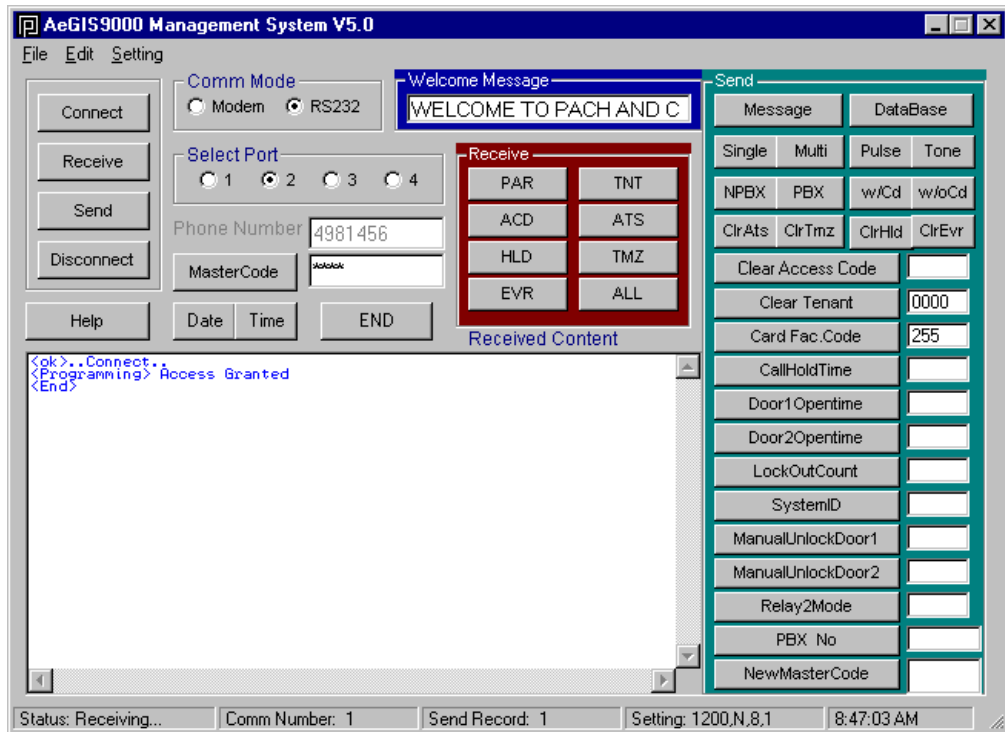 AeGIS9000 Management System V5.0
File Edit Setting
Connect
Receive
Send
Disconnect
Help
Comm Mode
Modem RS232
Select Port
1 2 3 4
Phone Number 4981456
MasterCode *****
Date Time END
Welcome Message
WELCOME TO PACH AND C
Receive
PAR TNT
ACD ATS
HLD TMZ
EVR ALL
Received Content
<ok>..Connect..
<Programming> Access Granted
<End>
Send
Message DataBase
Single Multi Pulse Tone
NPBX PBX w/Cd w/oCd
ClrAts ClrTmz ClrHld ClrEvr
Clear Access Code
Clear Tenant 0000
Card Fac.Code 255
CallHoldTime
Door1Opentime
Door2Opentime
LockOutCount
SystemID
ManualUnlockDoor1
ManualUnlockDoor2
Relay2Mode
PBX No
NewMasterCode
Status: Receiving... Comm Number: 1 Send Record: 1 Setting: 1200,N,8,1 8:47:03 AM